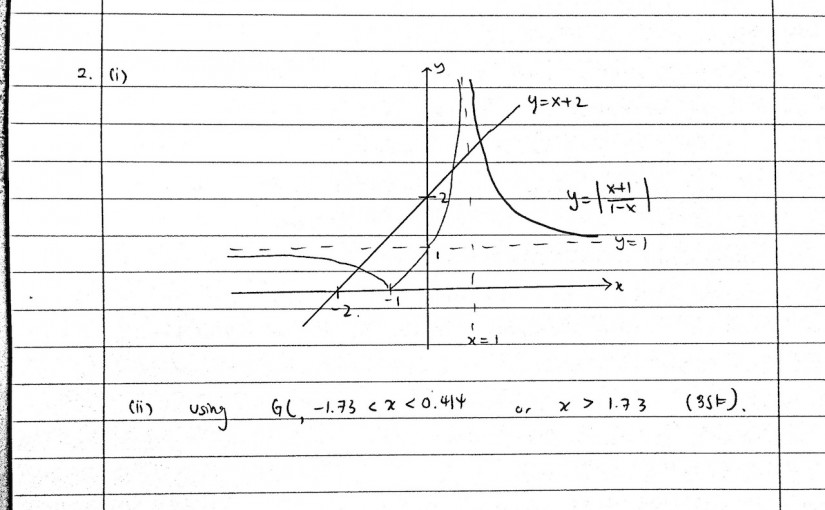 2. (i)
y
y=x+2
y=|x+1/1-x|
2
y=1
1
x
-2
-1
x=1
(ii) using GC, -1.73 < x < 0.414 or x > 1.73 (3SF).